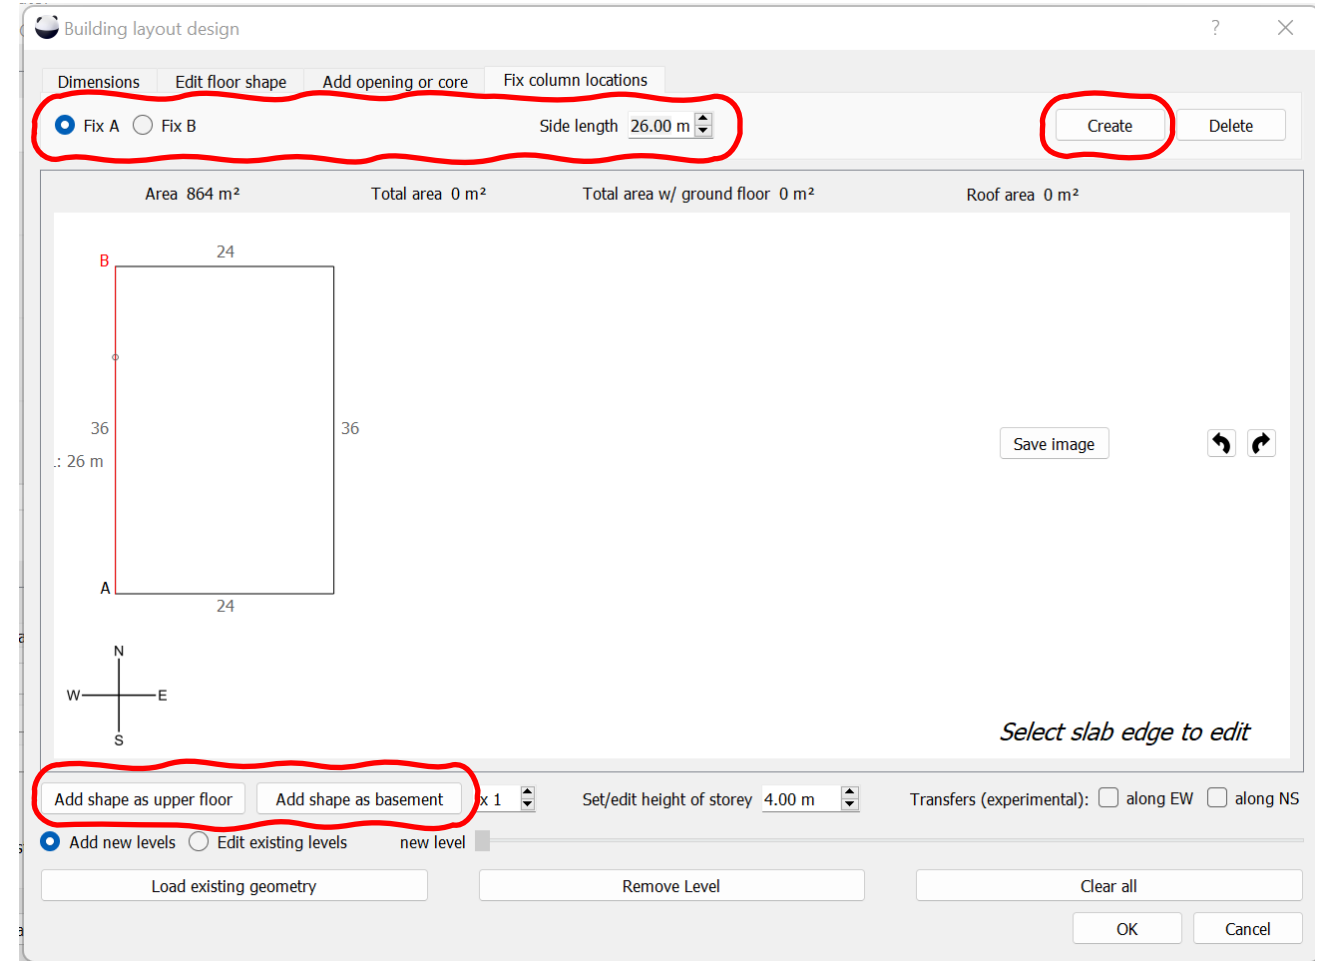 Building layout design ?
Dimensions Edit floor shape Add opening or core Fix column locations
Fix A Fix B Side length 26.00 m Create Delete
Area 864 m² Total area 0 m² Total area w/ ground floor 0 m² Roof area 0 m²
24
B
36 36
.: 26 m
Save image
A
24
N
W E
S
Select slab edge to edit
Add shape as upper floor Add shape as basement x 1 Set/edit height of storey 4.00 m Transfers (experimental): along EW along NS
Add new levels Edit existing levels new level
Load existing geometry Remove Level Clear all
OK Cancel